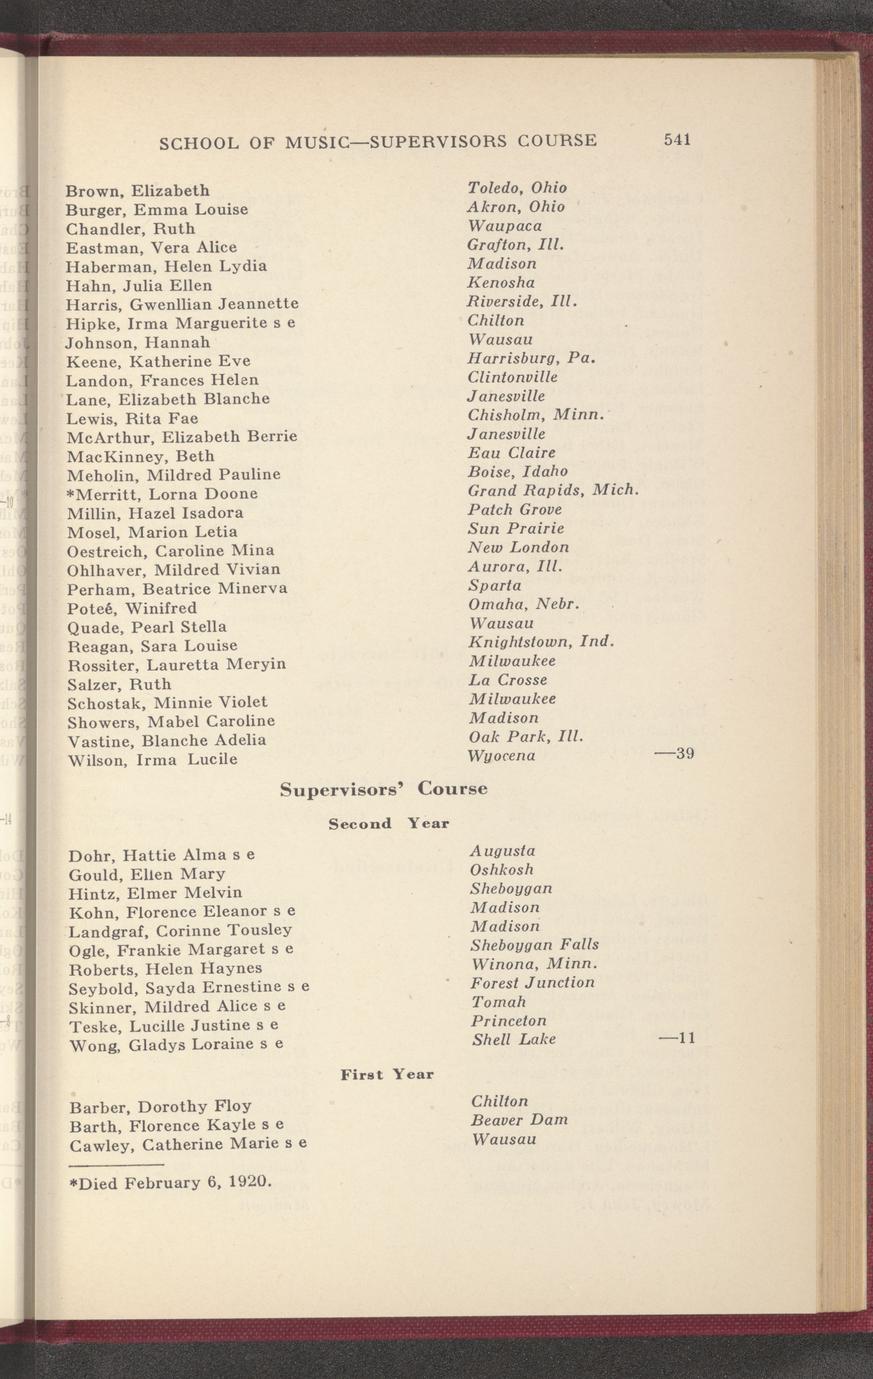 SCHOOL OF MUSIC—SUPERVISORS COURSE 541
Brown, Elizabeth Toledo, Ohio
Burger, Emma Louise Akron, Ohio
Chandler, Ruth Waupaca
Eastman, Vera Alice Grafton, Ill.
Haberman, Helen Lydia Madison
Hahn, Julia Ellen Kenosha
Harris, Gwenllian Jeannette Riverside, Ill.
Hipke, Irma Marguerite s e Chilton
Johnson, Hannah Wausau
Keene, Katherine Eve Harrisburg, Pa.
Landon, Frances Helen Clintonville
Lane, Elizabeth Blanche Janesville
Lewis, Rita Fae Chisholm, Minn.
McArthur, Elizabeth Berrie Janesville
MacKinney, Beth Eau Claire
Meholin, Mildred Pauline Boise, Idaho
*Merritt, Lorna Doone Grand Rapids, Mich.
Millin, Hazel Isadora Patch Grove
Mosel, Marion Letia Sun Prairie
Oestreich, Caroline Mina New London
Ohlhaver, Mildred Vivian Aurora, Ill.
Perham, Beatrice Minerva Sparta
Poteé, Winifred Omaha, Nebr.
Quade, Pearl Stella Wausau
Reagan, Sara Louise Knightstown, Ind.
Rossiter, Lauretta Meryin Milwaukee
Salzer, Ruth La Crosse
Schostak, Minnie Violet Milwaukee
Showers, Mabel Caroline Madison
Vastine, Blanche Adelia Oak Park, Ill.
Wilson, Irma Lucile Wyocena —39
Supervisors' Course
Second Year
Dohr, Hattie Alma s e Augusta
Gould, Ellen Mary Oshkosh
Hintz, Elmer Melvin Sheboygan
Kohn, Florence Eleanor s e Madison
Landgraf, Corinne Tousley Madison
Ogle, Frankie Margaret s e Sheboygan Falls
Roberts, Helen Haynes Winona, Minn.
Seybold, Sayda Ernestine s e Forest Junction
Skinner, Mildred Alice s e Tomah
Teske, Lucille Justine s e Princeton
Wong, Gladys Loraine s e Shell Lake —11
First Year
Barber, Dorothy Floy Chilton
Barth, Florence Kayle s e Beaver Dam
Cawley, Catherine Marie s e Wausau
*Died February 6, 1920.